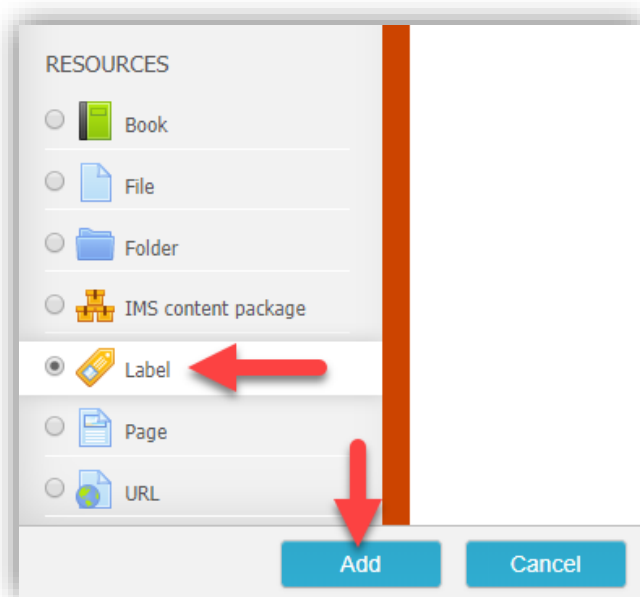 RESOURCES
Book
File
Folder
IMS content package
Label
Page
URL
Add Cancel